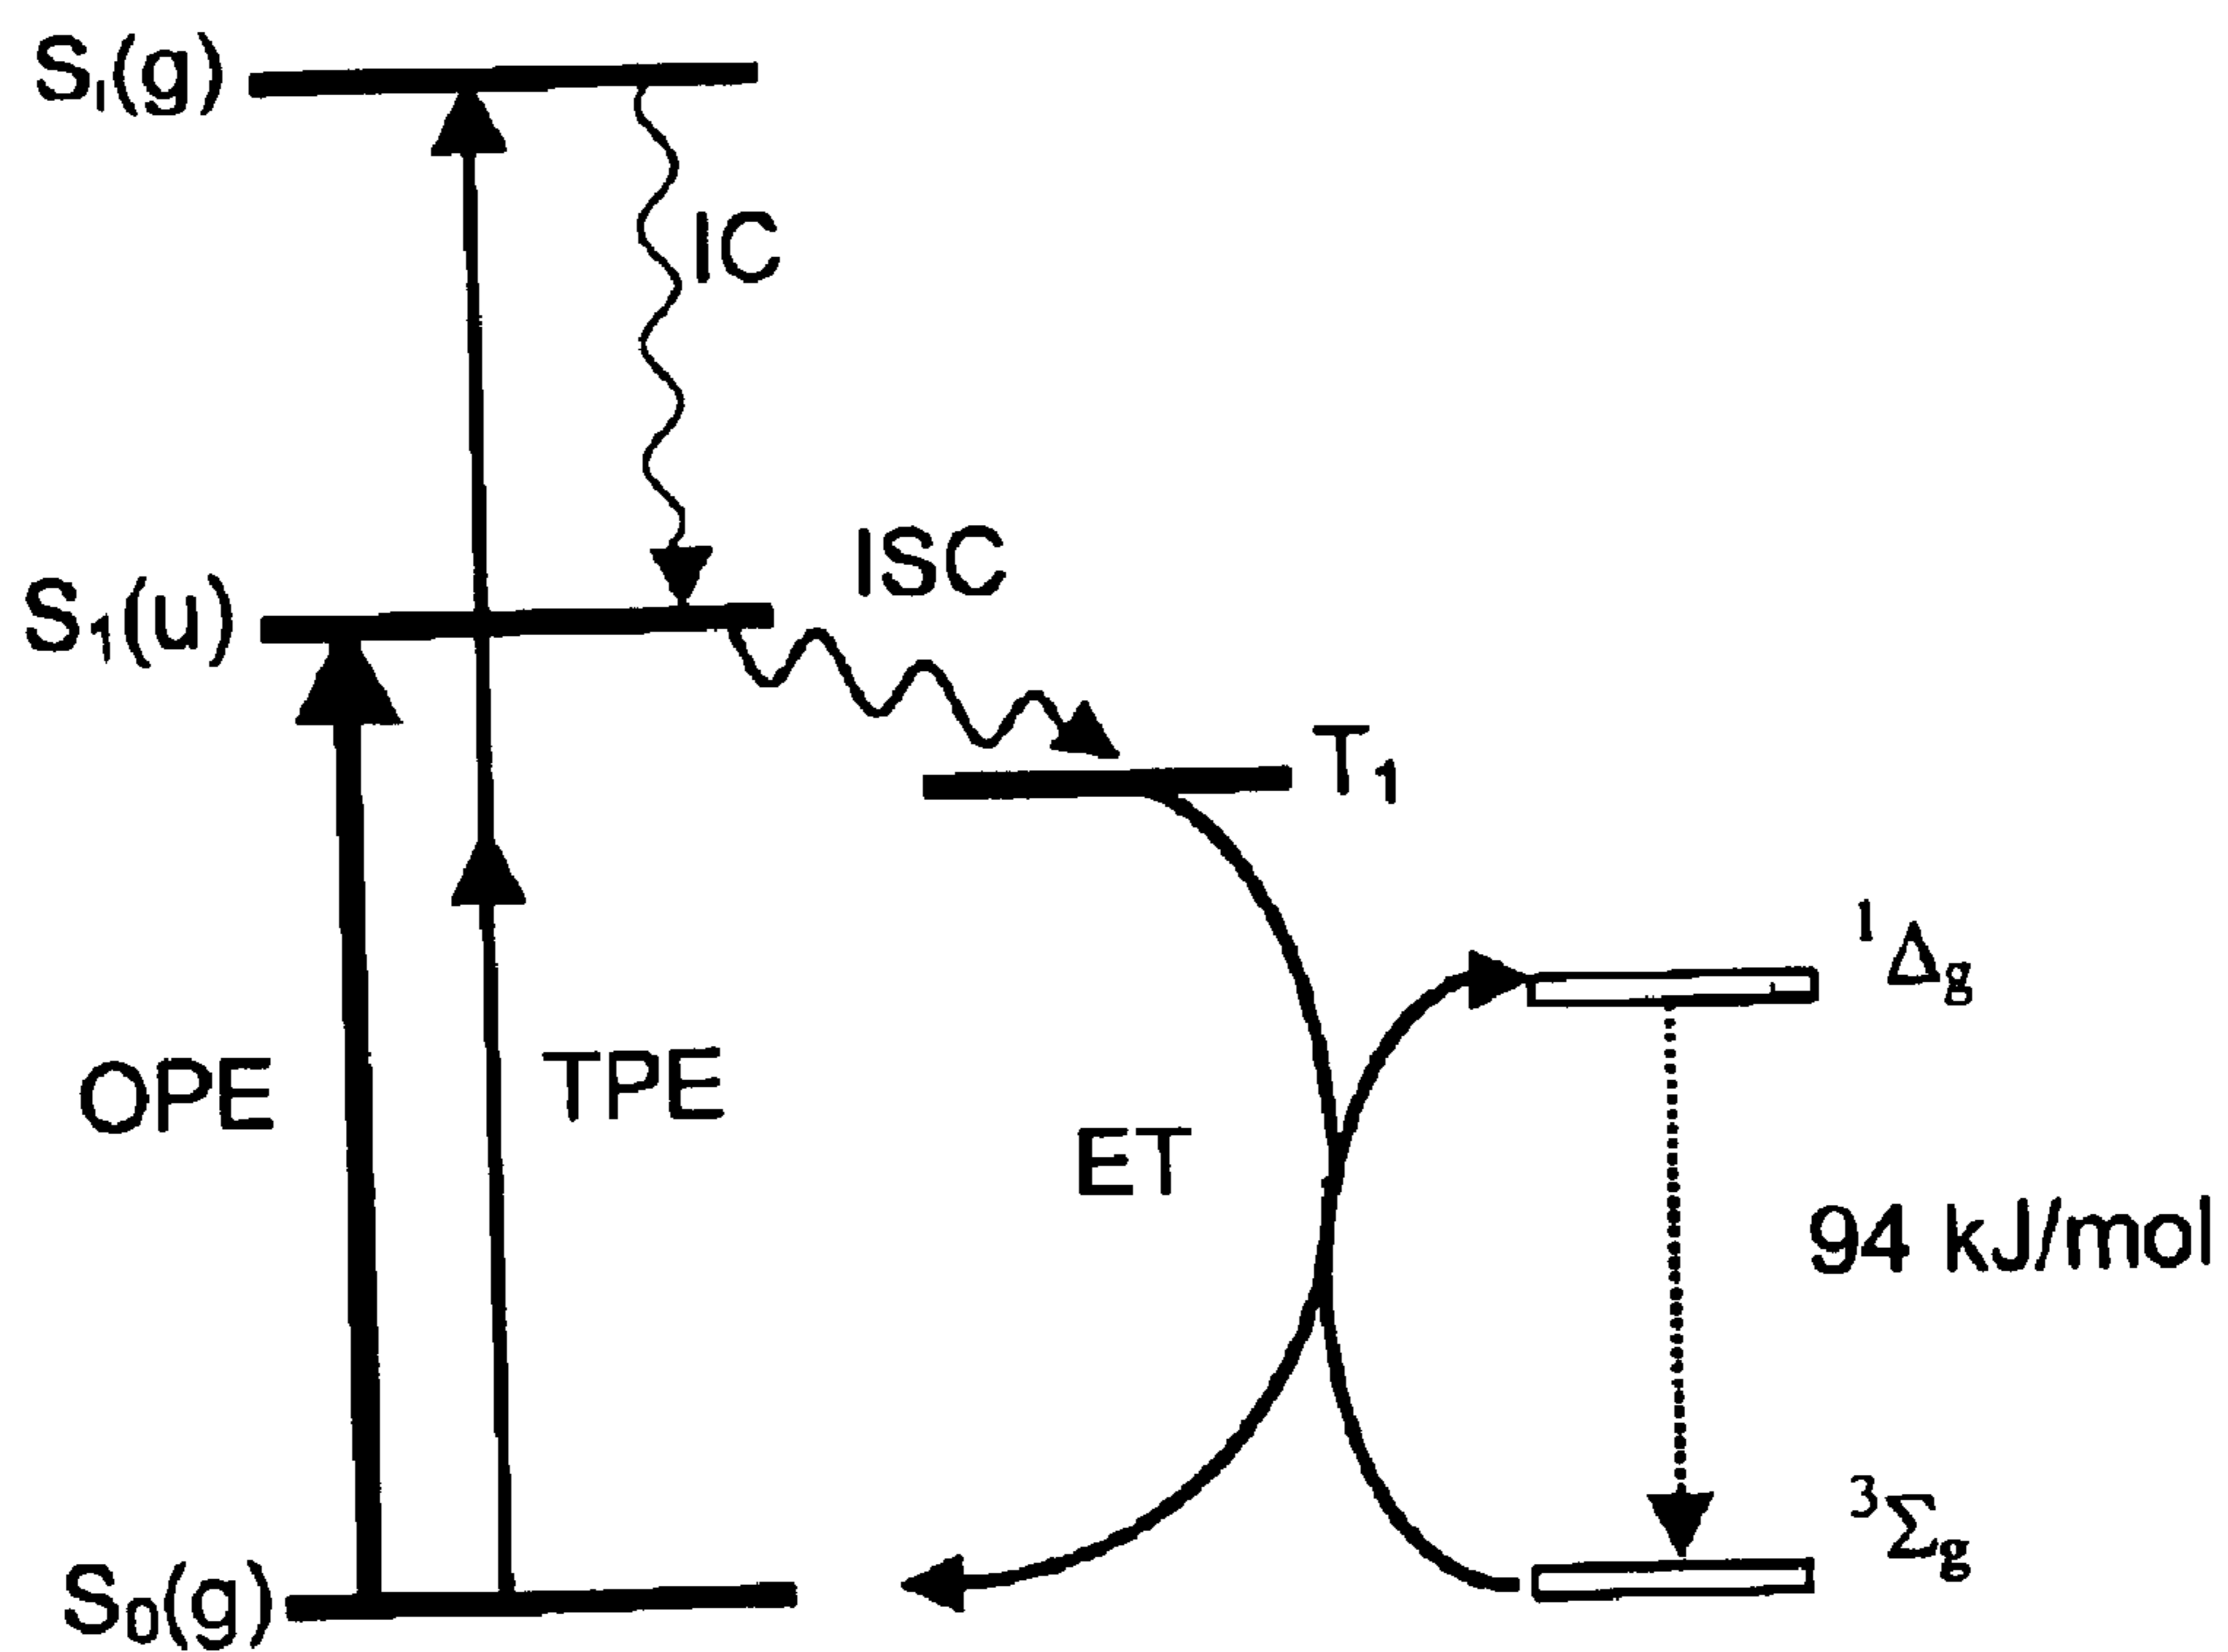 Sᵢ(g)
IC
ISC
S₁(u)
T₁
¹Δg
OPE
TPE
ET
94 kJ/mol
³Σg
S₀(g)